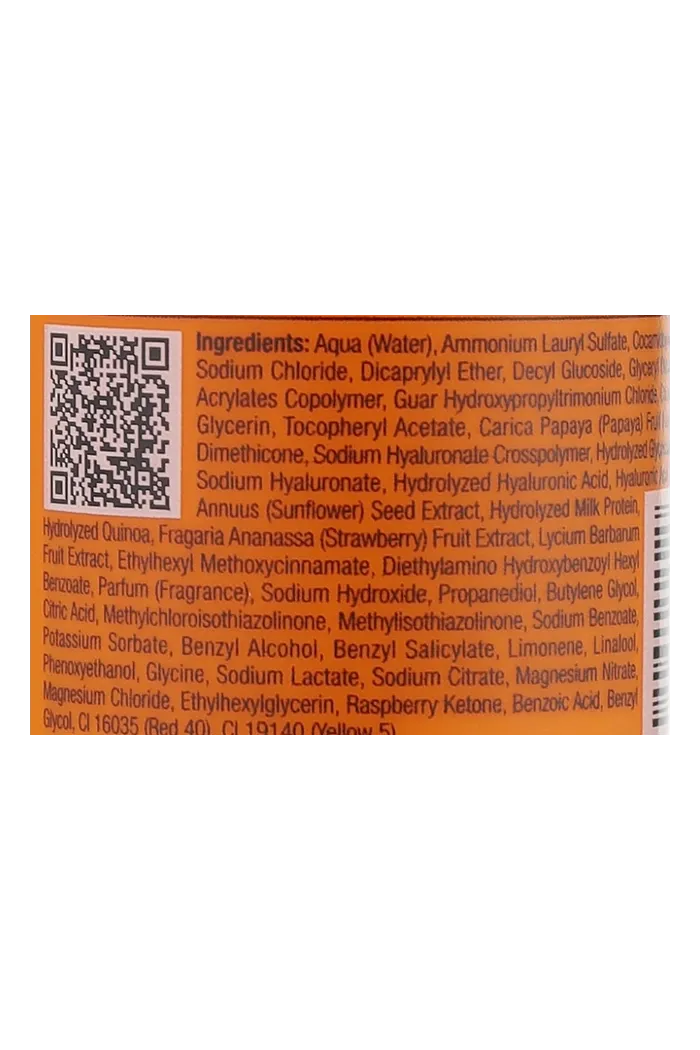 Ingredients: Aqua (Water), Ammonium Lauryl Sulfate,
Sodium Chloride, Dicaprylyl Ether, Decyl Glucoside,
Acrylates Copolymer, Guar Hydroxypropyltrimonium Chloride,
Glycerin, Tocopheryl Acetate, Carica Papaya (Papaya) Fruit
Dimethicone, Sodium Hyaluronate Crosspolymer, Hydrolyzed
Sodium Hyaluronate, Hydrolyzed Hyaluronic Acid, Hyaluronic
Annuus (Sunflower) Seed Extract, Hydrolyzed Milk Protein,
Hydrolyzed Quinoa, Fragaria Ananassa (Strawberry) Fruit Extract, Lycium Barbarum
Fruit Extract, Ethylhexyl Methoxycinnamate, Diethylamino Hydroxybenzoyl Hexyl
Benzoate, Parfum (Fragrance), Sodium Hydroxide, Propanediol, Butylene Glycol,
Citric Acid, Methylchloroisothiazolinone, Methylisothiazolinone, Sodium Benzoate,
Potassium Sorbate, Benzyl Alcohol, Benzyl Salicylate, Limonene, Linalool,
Phenoxyethanol, Glycine, Sodium Lactate, Sodium Citrate, Magnesium Nitrate,
Magnesium Chloride, Ethylhexylglycerin, Raspberry Ketone, Benzoic Acid, Benzyl
Glycol, CI 16035 (Red 40), CI 19140 (Yellow 5)